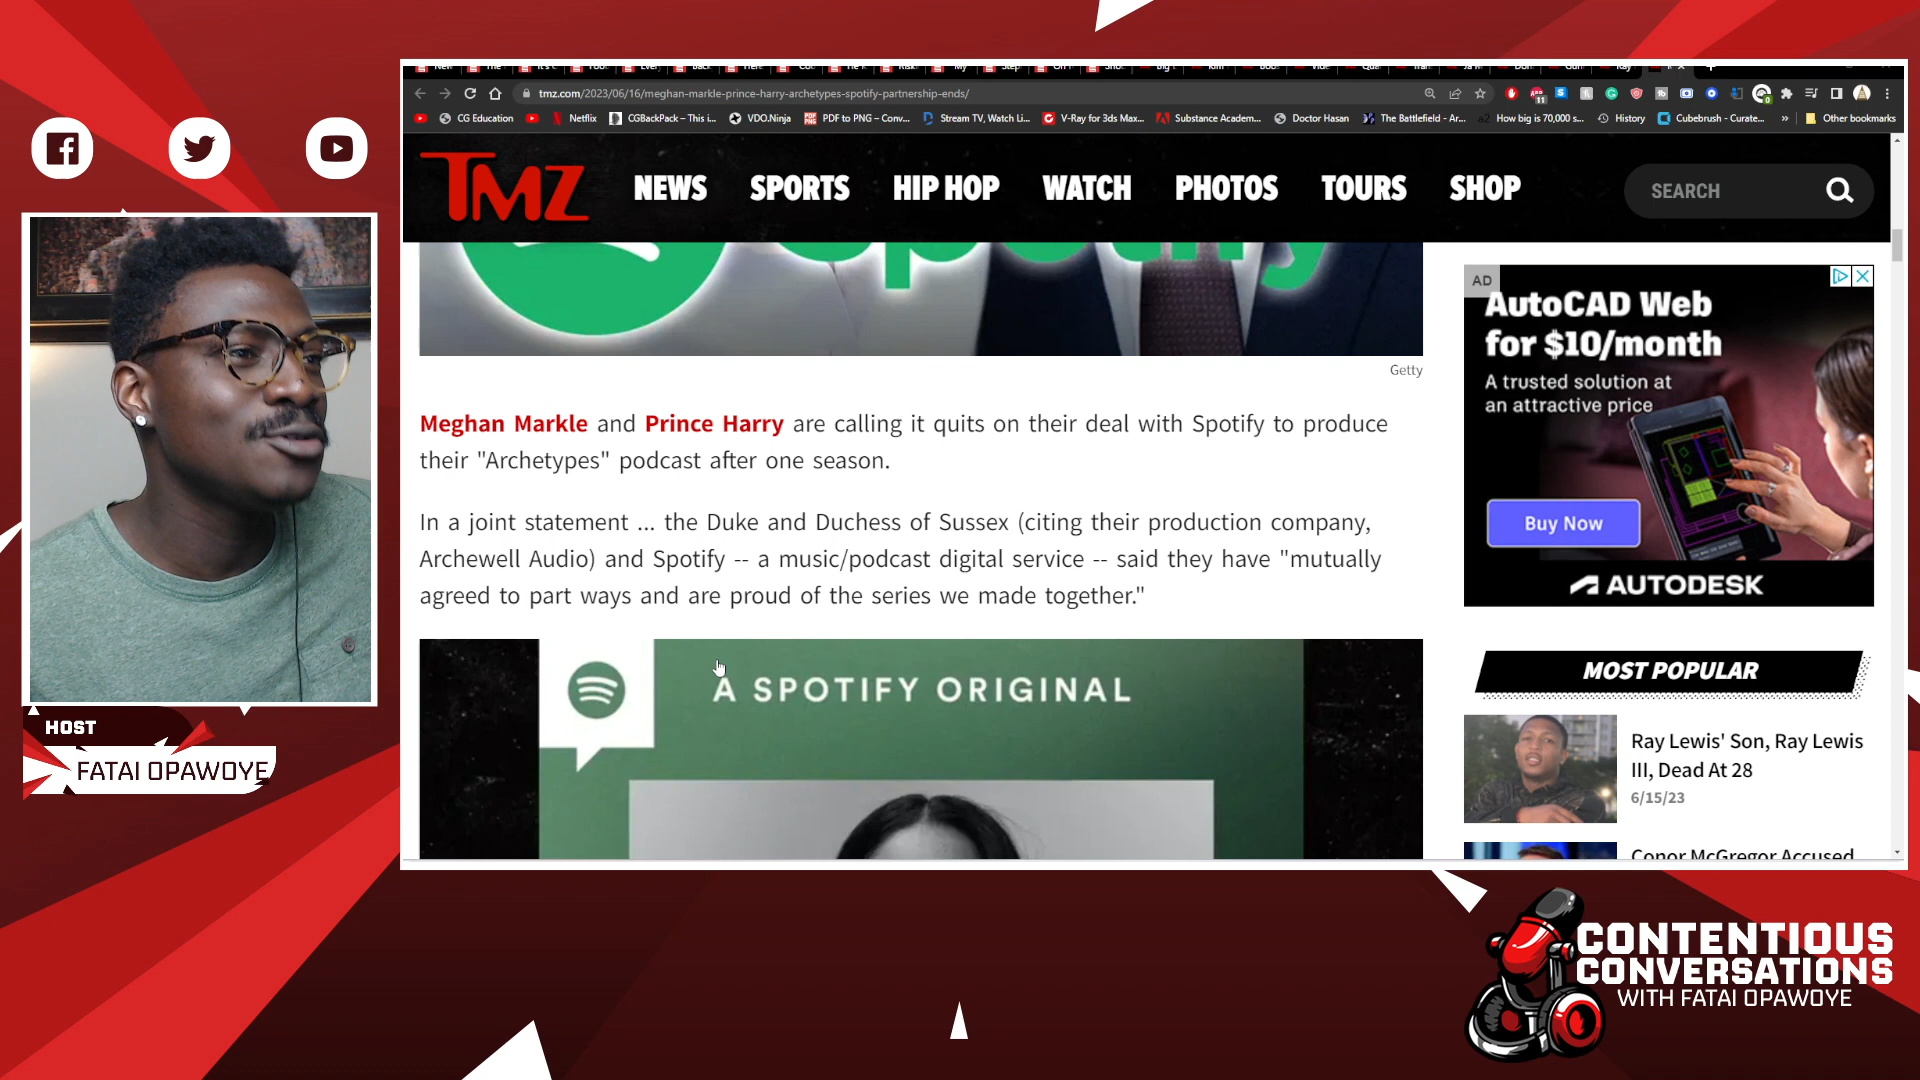 tmz.com/2023/06/16/meghan-markle-prince-harry-archetypes-spotify-partnership-ends/
CG Education
Netflix
CGBackPack – This i...
VDO.Ninja
PDF to PNG – Conv...
Stream TV, Watch Li...
V-Ray for 3ds Max...
Substance Academ...
Doctor Hasan
The Battlefield - Ar...
How big is 70,000 s...
History
Cubebrush - Curate...
»
Other bookmarks
TMZ
NEWS
SPORTS
HIP HOP
WATCH
PHOTOS
TOURS
SHOP
SEARCH
Spotify
Getty
Meghan Markle and Prince Harry are calling it quits on their deal with Spotify to produce
their "Archetypes" podcast after one season.
In a joint statement ... the Duke and Duchess of Sussex (citing their production company,
Archewell Audio) and Spotify -- a music/podcast digital service -- said they have "mutually
agreed to part ways and are proud of the series we made together."
A SPOTIFY ORIGINAL
AD
AutoCAD Web
for $10/month
A trusted solution at
an attractive price
Buy Now
AUTODESK
MOST POPULAR
Ray Lewis' Son, Ray Lewis
III, Dead At 28
6/15/23
Conor McGregor Accused
HOST
FATAI OPAWOYE
CONTENTIOUS
CONVERSATIONS
WITH FATAI OPAWOYE